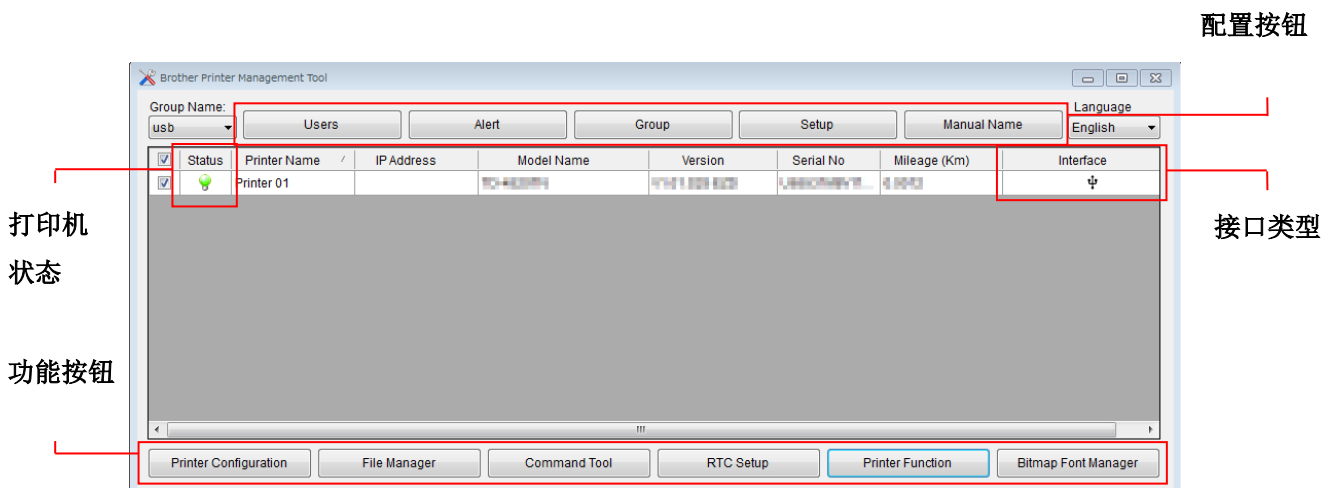 配置按钮
Brother Printer Management Tool
Group Name:
Language
usb Users Alert Group Setup Manual Name English
Status Printer Name IP Address Model Name Version Serial No Mileage (Km) Interface
Printer 01
打印机
状态
接口类型
功能按钮
Printer Configuration File Manager Command Tool RTC Setup Printer Function Bitmap Font Manager